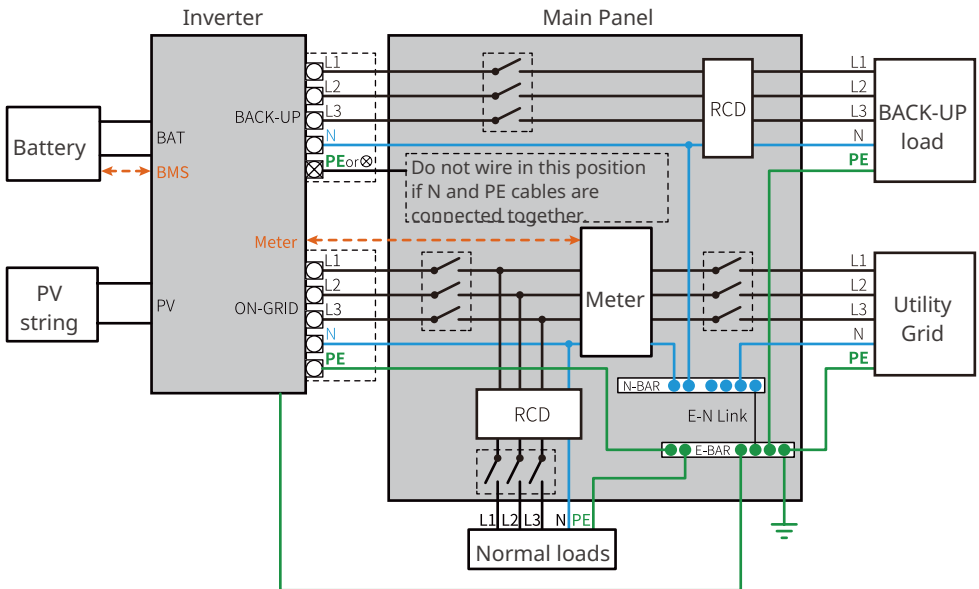 Inverter
Main Panel
L1
L2
L3
N
PEor⊗
BACK-UP
BAT
BMS
Battery
RCD
L1
L2
L3
N
PE
BACK-UP
load
Do not wire in this position
if N and PE cables are
connected together.
Meter
L1
L2
L3
N
PE
ON-GRID
PV
PV
string
Meter
L1
L2
L3
N
PE
Utility
Grid
N-BAR
E-N Link
RCD
E-BAR
L1 L2 L3 N PE
Normal loads